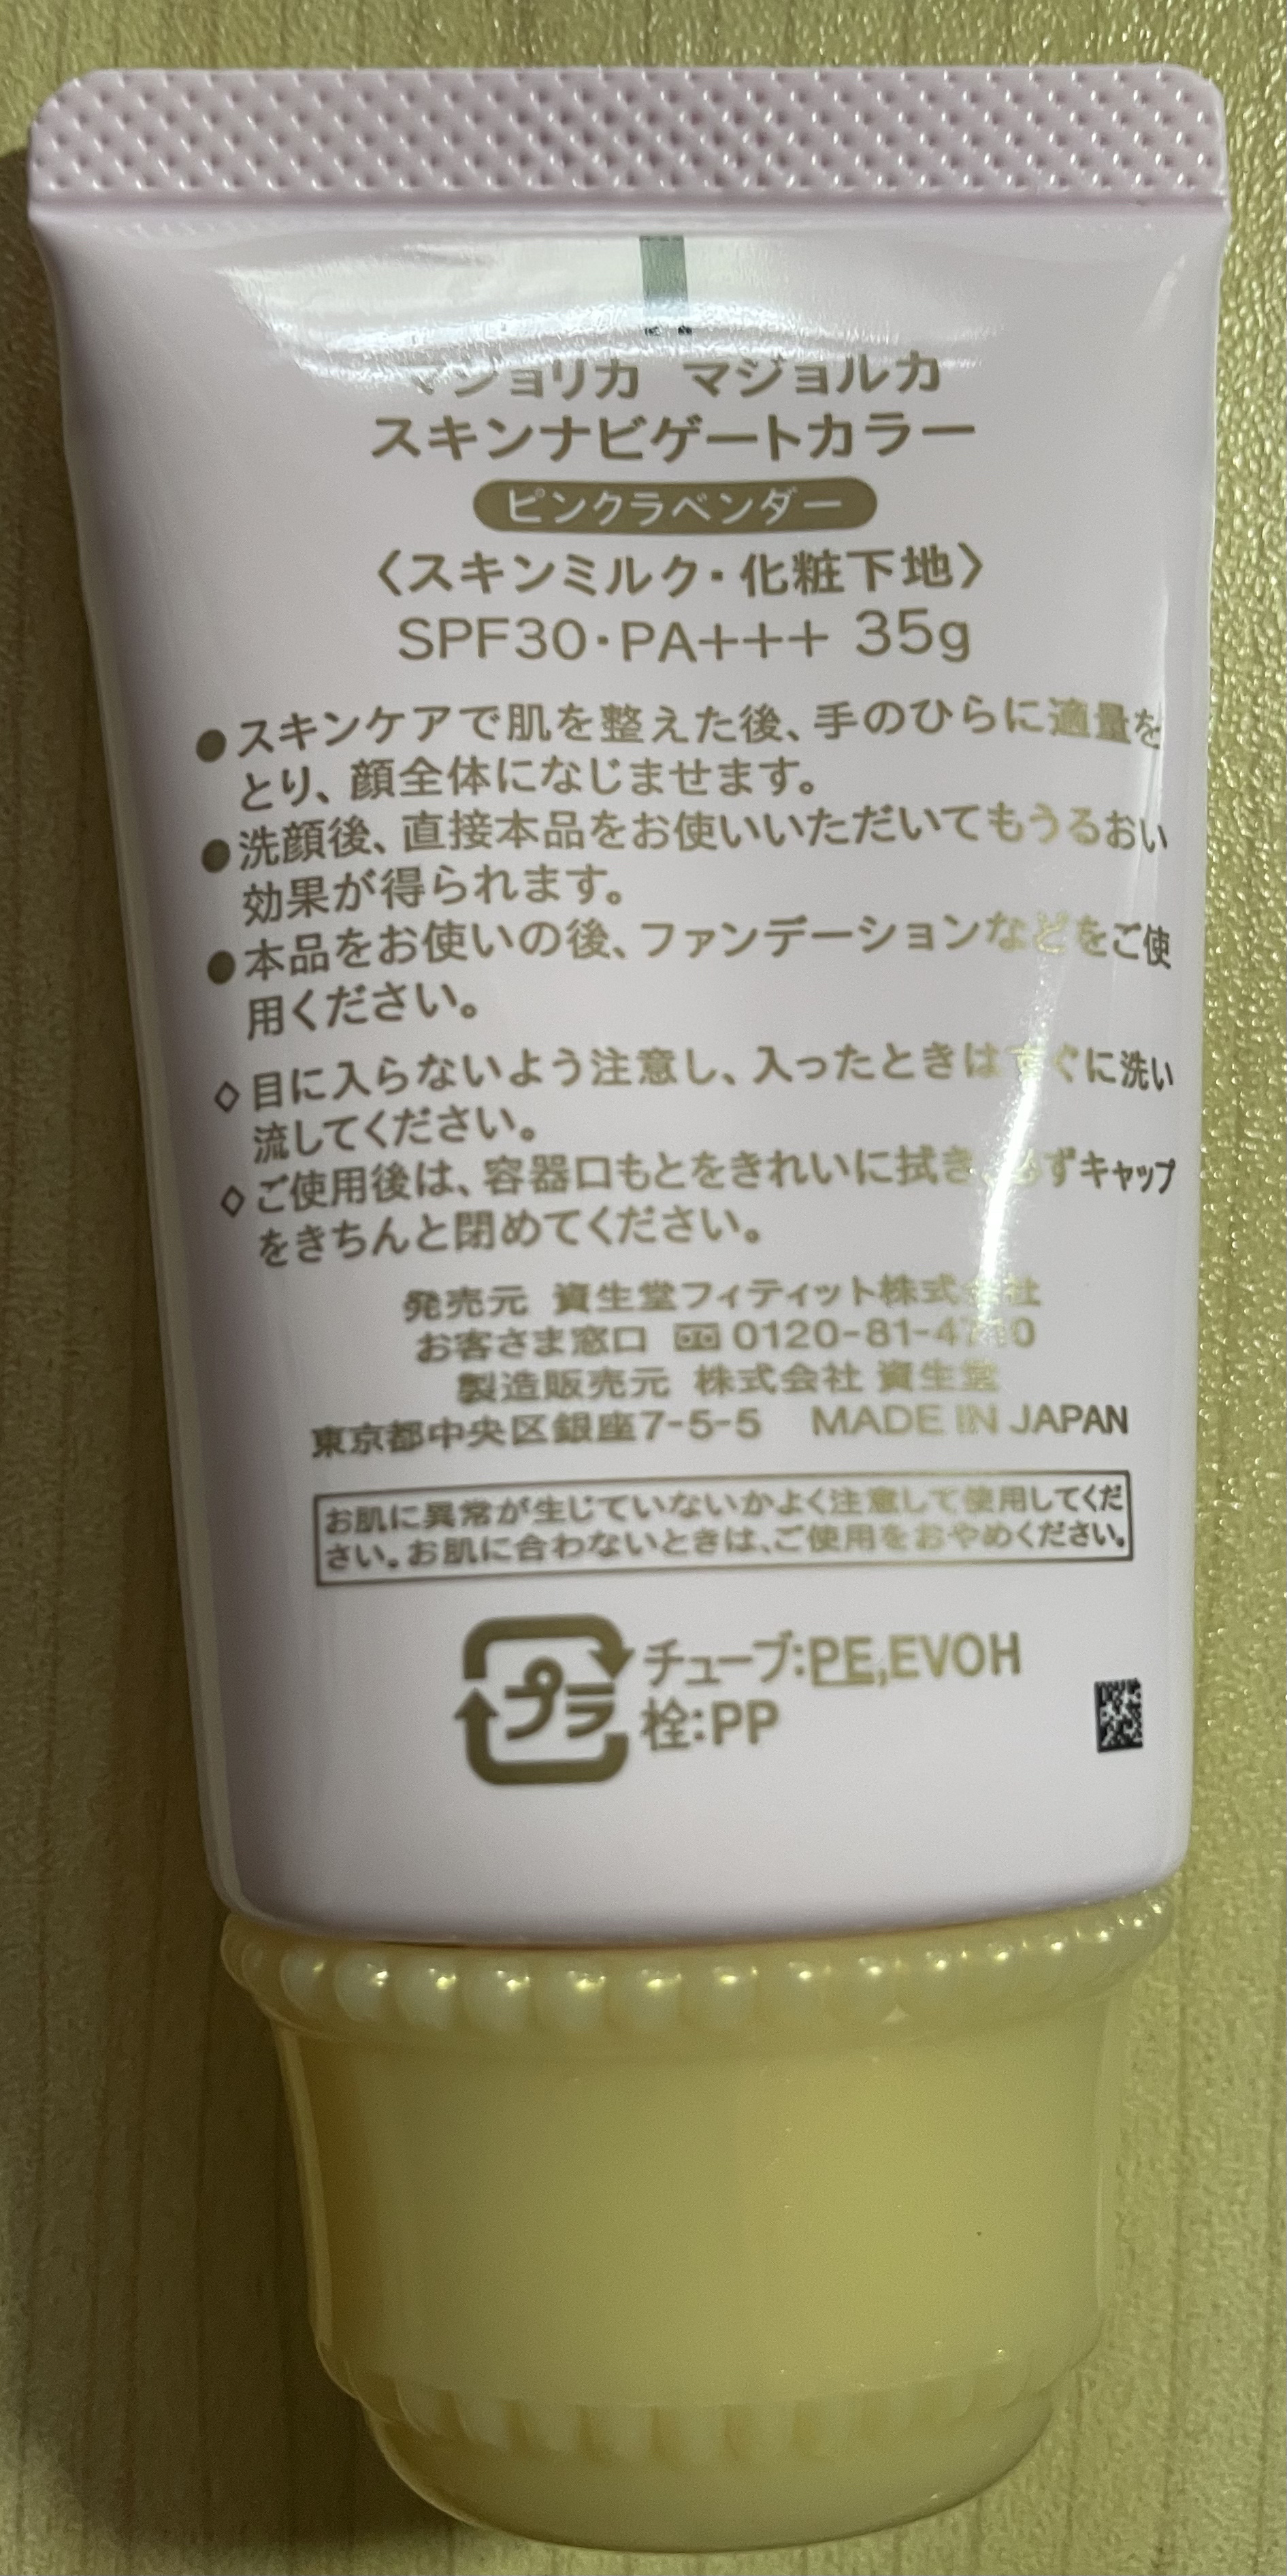 マジョリカ マジョルカ
スキンナビゲートカラー
ピンクラベンダー
〈スキンミルク・化粧下地〉
SPF30・PA+++ 35g
●スキンケアで肌を整えた後、手のひらに適量を
とり、顔全体になじませます。
●洗顔後、直接本品をお使いいただいてもうるおい
効果が得られます。
●本品をお使いの後、ファンデーションなどをご使
用ください。
◇目に入らないよう注意し、入ったときはすぐに洗い
流してください。
◇ご使用後は、容器口もとをきれいに拭き、必ずキャップ
をきちんと閉めてください。
発売元 資生堂フィティット株式会社
お客さま窓口 0120-81-4710
製造販売元 株式会社 資生堂
東京都中央区銀座7-5-5 MADE IN JAPAN
お肌に異常が生じていないかよく注意して使用してくだ
さい。お肌に合わないときは、ご使用をおやめください。
プラ
チューブ:PE,EVOH
栓:PP